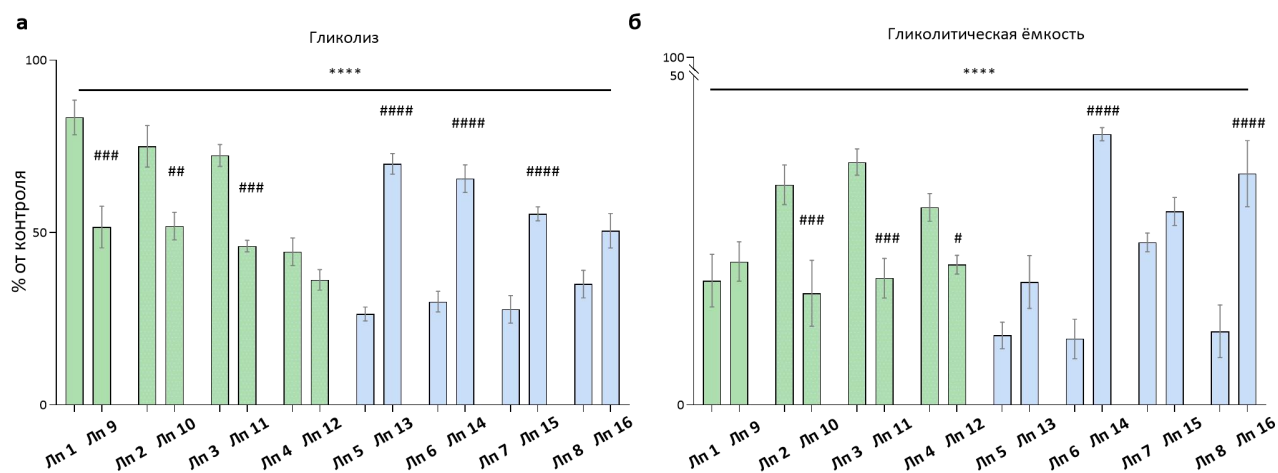 а
Гликолиз
100
50
0
% от контроля
****
###
##
###
####
####
####
Лп 1
Лп 9
Лп 2
Лп 10
Лп 3
Лп 11
Лп 4
Лп 12
Лп 5
Лп 13
Лп 6
Лп 14
Лп 7
Лп 15
Лп 8
Лп 16
б
Гликолитическая ёмкость
100
50
0
****
###
###
#
####
####
Лп 1
Лп 9
Лп 2
Лп 10
Лп 3
Лп 11
Лп 4
Лп 12
Лп 5
Лп 13
Лп 6
Лп 14
Лп 7
Лп 15
Лп 8
Лп 16